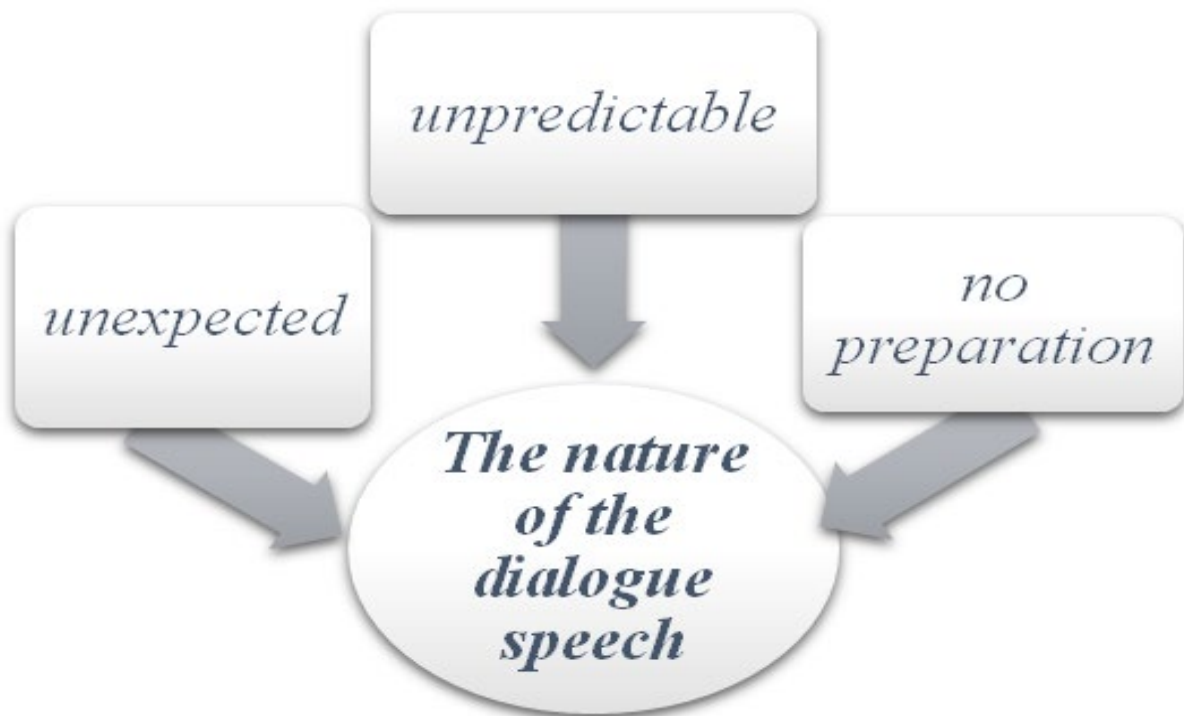 unpredictable
unexpected
no
preparation
The nature
of the
dialogue
speech